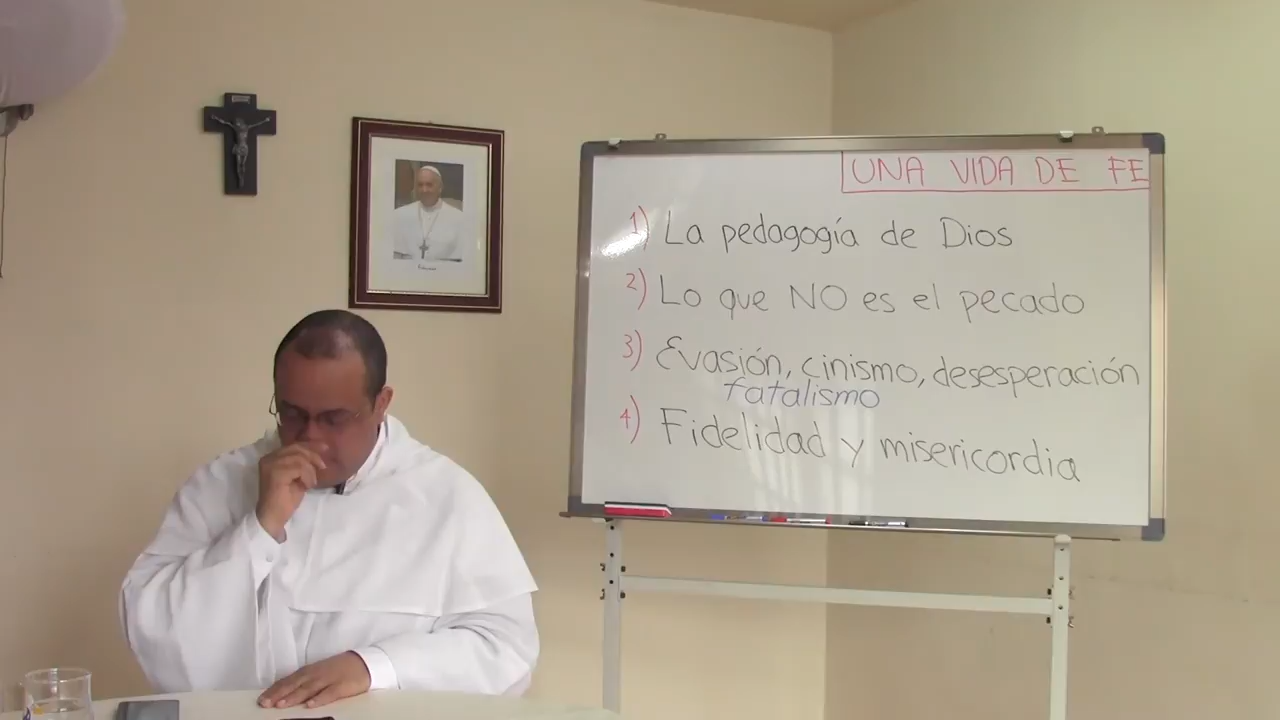 UNA VIDA DE FE
1) La pedagogía de Dios
2) Lo que NO es el pecado
3) Evasión, cinismo, desesperación
fatalismo
4) Fidelidad y misericordia